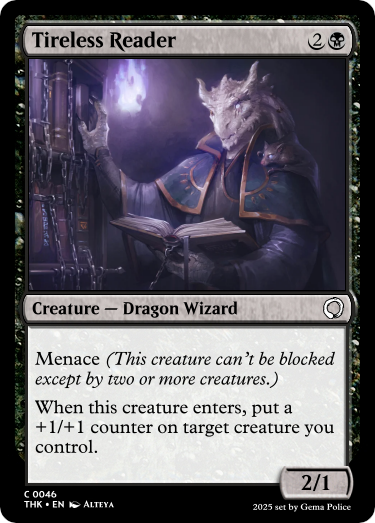 Tireless Reader 2
Creature — Dragon Wizard
Menace (This creature can't be blocked
except by two or more creatures.)
When this creature enters, put a
+1/+1 counter on target creature you
control.
2/1
C 0046
THK • EN ALTEYA
2025 set by Gema Police